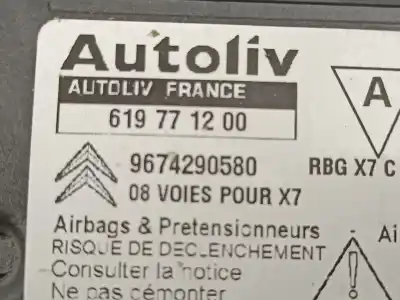 Autoliv
AUTOLIV FRANCE
619 77 12 00
A
9674290580
RBG X7 C
08 VOIES POUR X7
Airbags & Pretensionneurs
Ai
RISQUE DE DECLENCHEMENT
Consulter la notice
Ne pas démonter